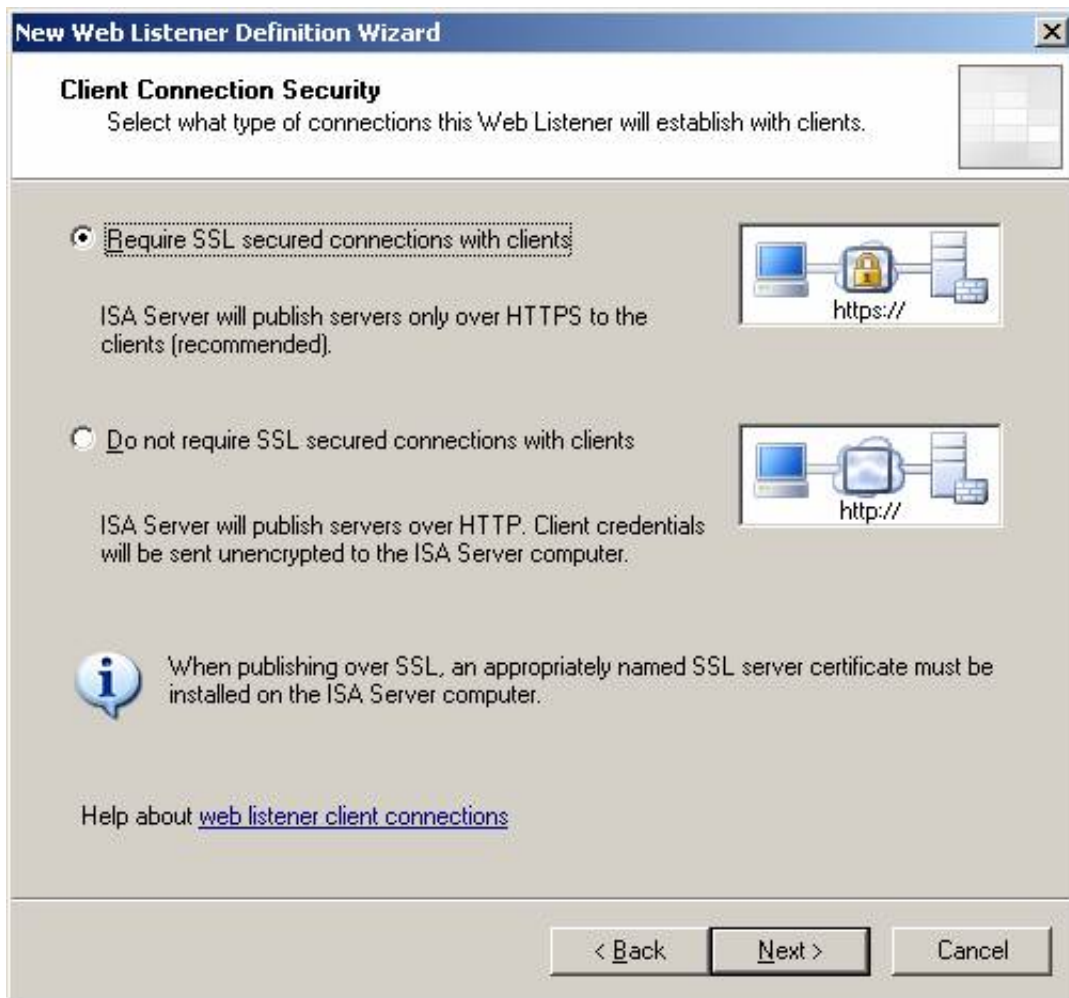 New Web Listener Definition Wizard
Client Connection Security
Select what type of connections this Web Listener will establish with clients.
Require SSL secured connections with clients
https://
ISA Server will publish servers only over HTTPS to the
clients (recommended).
Do not require SSL secured connections with clients
http://
ISA Server will publish servers over HTTP. Client credentials
will be sent unencrypted to the ISA Server computer.
When publishing over SSL, an appropriately named SSL server certificate must be
installed on the ISA Server computer.
Help about web listener client connections
< Back Next > Cancel